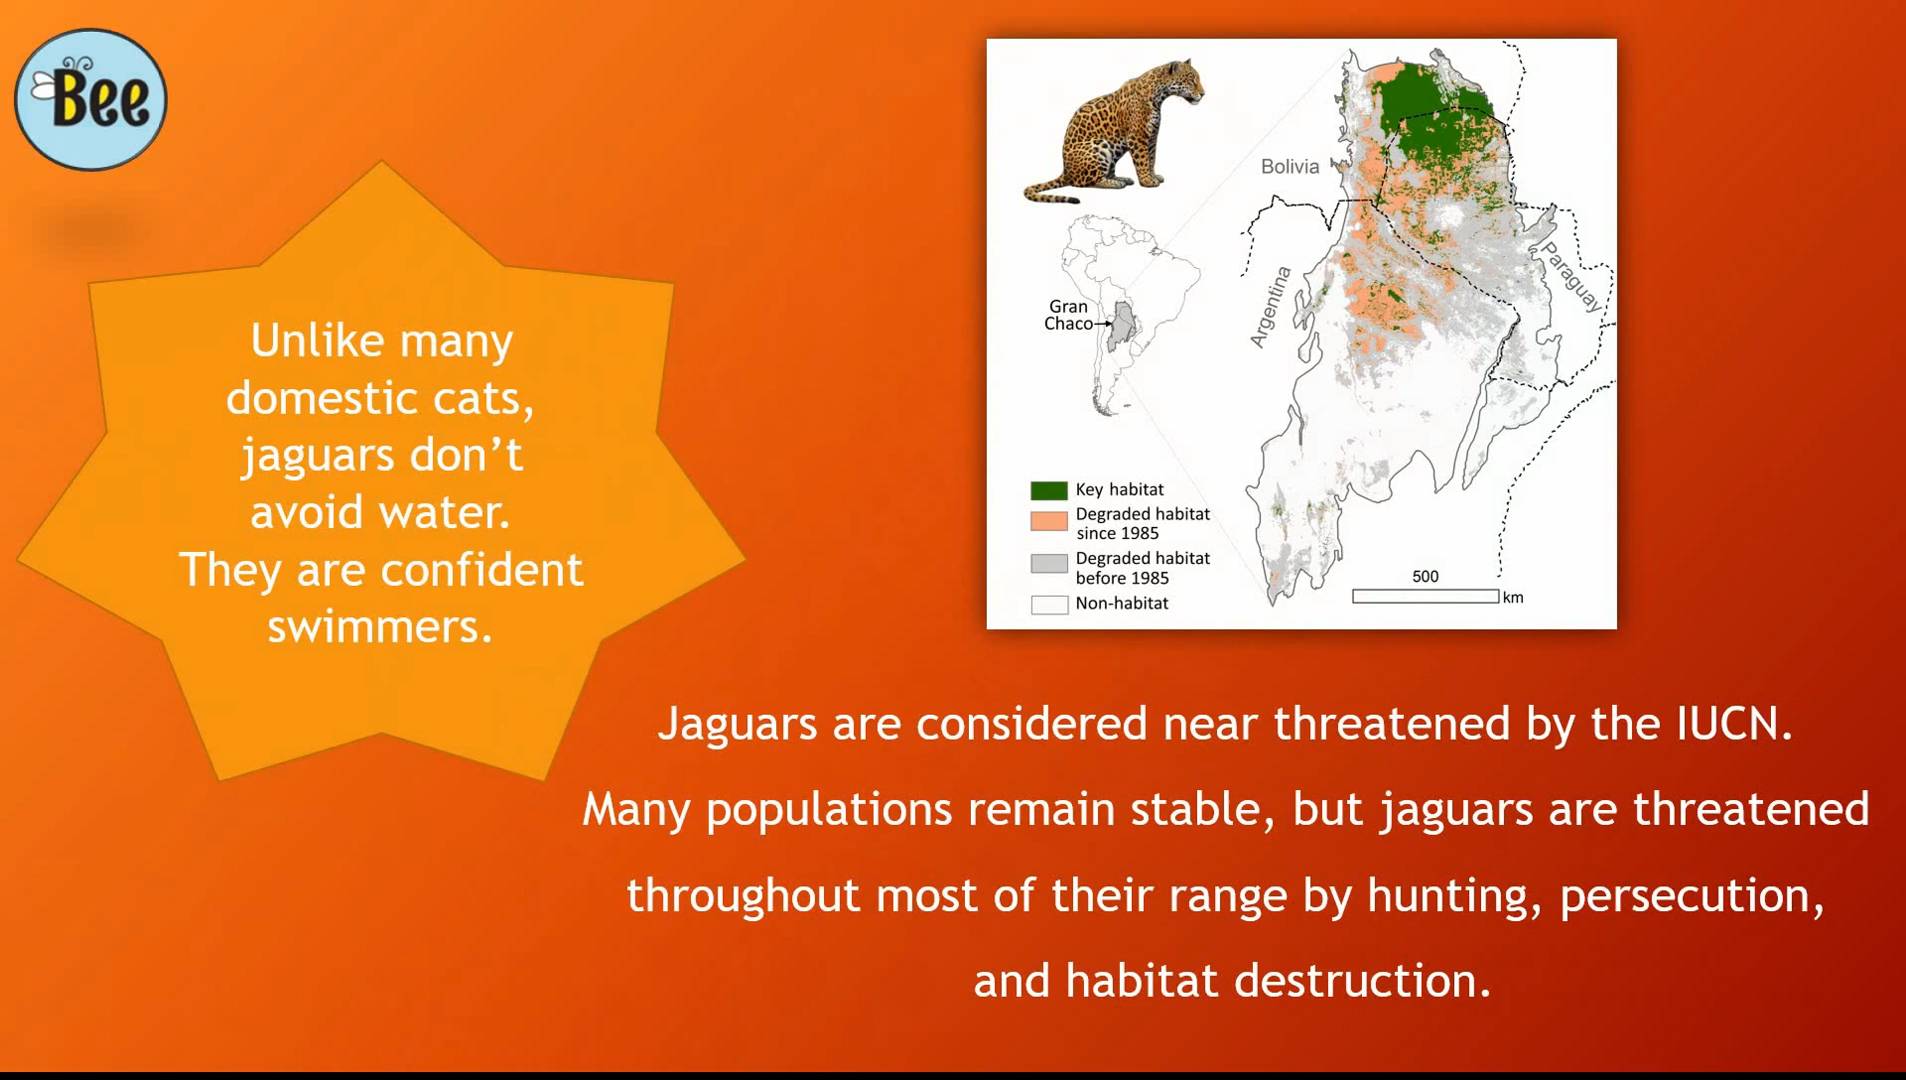 Bee
Unlike many
domestic cats,
jaguars don’t
avoid water.
They are confident
swimmers.
Bolivia
Argentina
Paraguay
Gran
Chaco
Key habitat
Degraded habitat
since 1985
Degraded habitat
before 1985
Non-habitat
500
km
Jaguars are considered near threatened by the IUCN.
Many populations remain stable, but jaguars are threatened
throughout most of their range by hunting, persecution,
and habitat destruction.